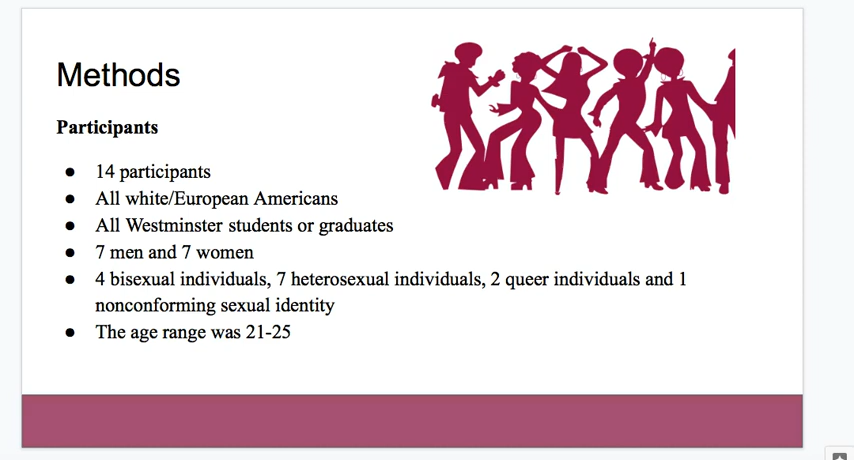 Methods
Participants
● 14 participants
● All white/European Americans
● All Westminster students or graduates
● 7 men and 7 women
● 4 bisexual individuals, 7 heterosexual individuals, 2 queer individuals and 1
nonconforming sexual identity
● The age range was 21-25